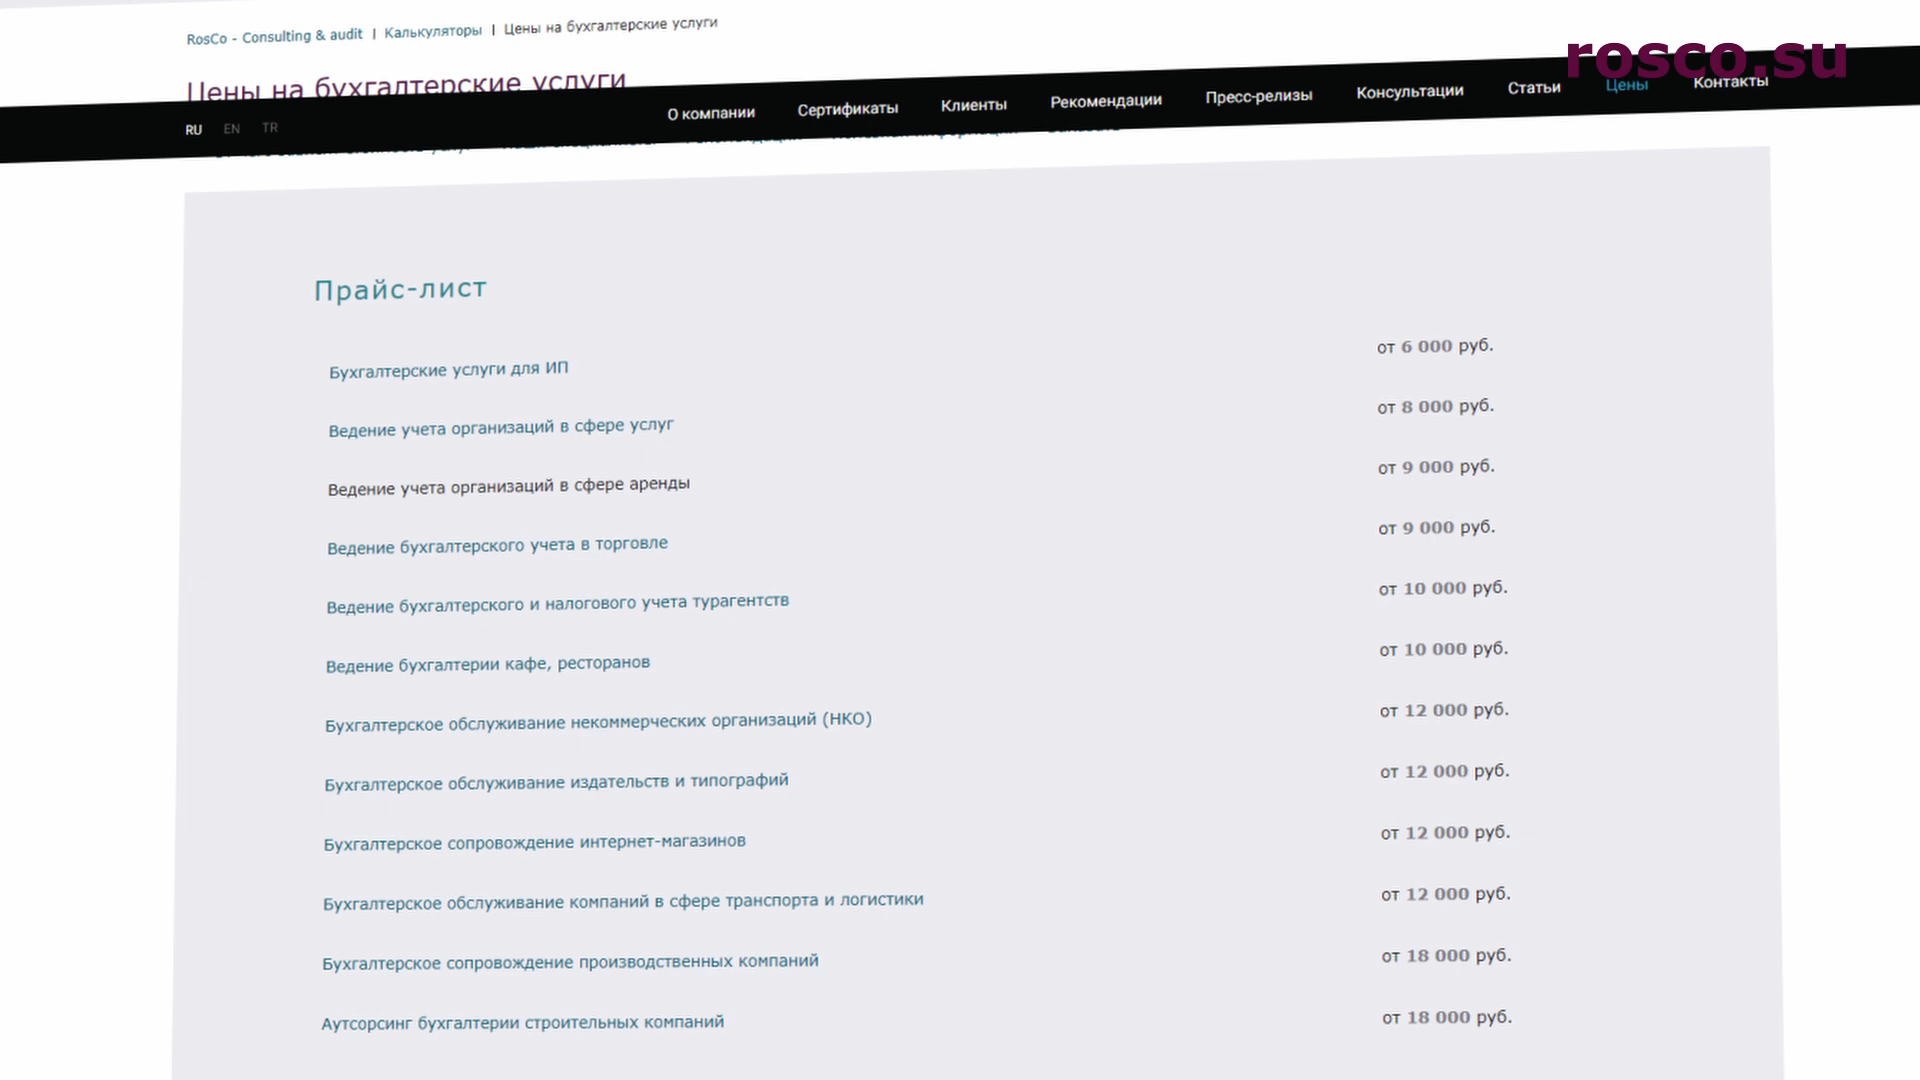 RosCo - Consulting & audit | Калькуляторы | Цены на бухгалтерские услуги
rosco.su
Цены на бухгалтерские услуги
RU EN TR О компании Сертификаты Клиенты Рекомендации Пресс-релизы Консультации Статьи Цены Контакты
Прайс-лист
Бухгалтерские услуги для ИП от 6 000 руб.
Ведение учета организаций в сфере услуг от 8 000 руб.
Ведение учета организаций в сфере аренды от 9 000 руб.
Ведение бухгалтерского учета в торговле от 9 000 руб.
Ведение бухгалтерского и налогового учета турагентств от 10 000 руб.
Ведение бухгалтерии кафе, ресторанов от 10 000 руб.
Бухгалтерское обслуживание некоммерческих организаций (НКО) от 12 000 руб.
Бухгалтерское обслуживание издательств и типографий от 12 000 руб.
Бухгалтерское сопровождение интернет-магазинов от 12 000 руб.
Бухгалтерское обслуживание компаний в сфере транспорта и логистики от 12 000 руб.
Бухгалтерское сопровождение производственных компаний от 18 000 руб.
Аутсорсинг бухгалтерии строительных компаний от 18 000 руб.